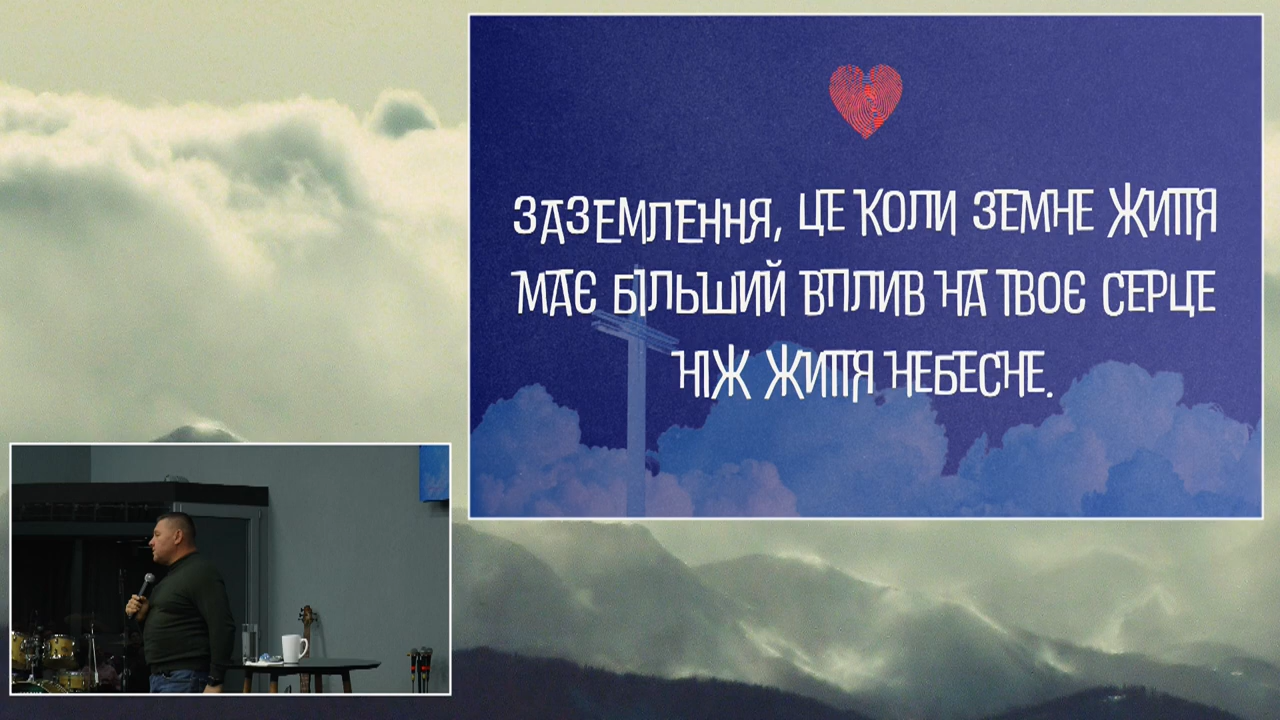 ЗАЗЕМЛЕННЯ, ЦЕ КОЛИ ЗЕМНЕ ЖИТТЯ
МАЄ БІЛЬШИЙ ВПЛИВ НА ТВОЄ СЕРЦЕ
НІЖ ЖИТТЯ НЕБЕСНЕ.